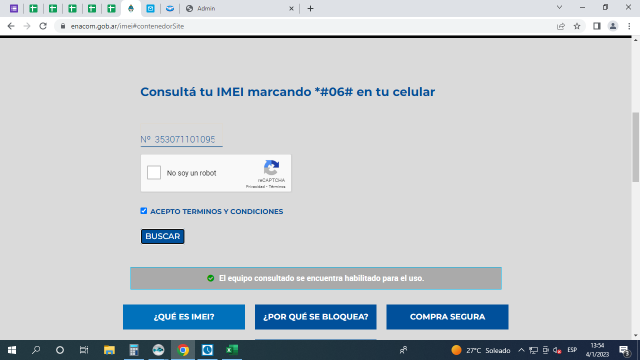 Admin
enacom.gob.ar/imei#contenedorSite
Consultá tu IMEI marcando *#06# en tu celular
Nº 353071101095
No soy un robot
reCAPTCHA
Privacidad - Términos
ACEPTO TERMINOS Y CONDICIONES
BUSCAR
El equipo consultado se encuentra habilitado para el uso.
¿QUÉ ES IMEI? ¿POR QUÉ SE BLOQUEA? COMPRA SEGURA
27°C Soleado ESP 13:54
4/1/2023